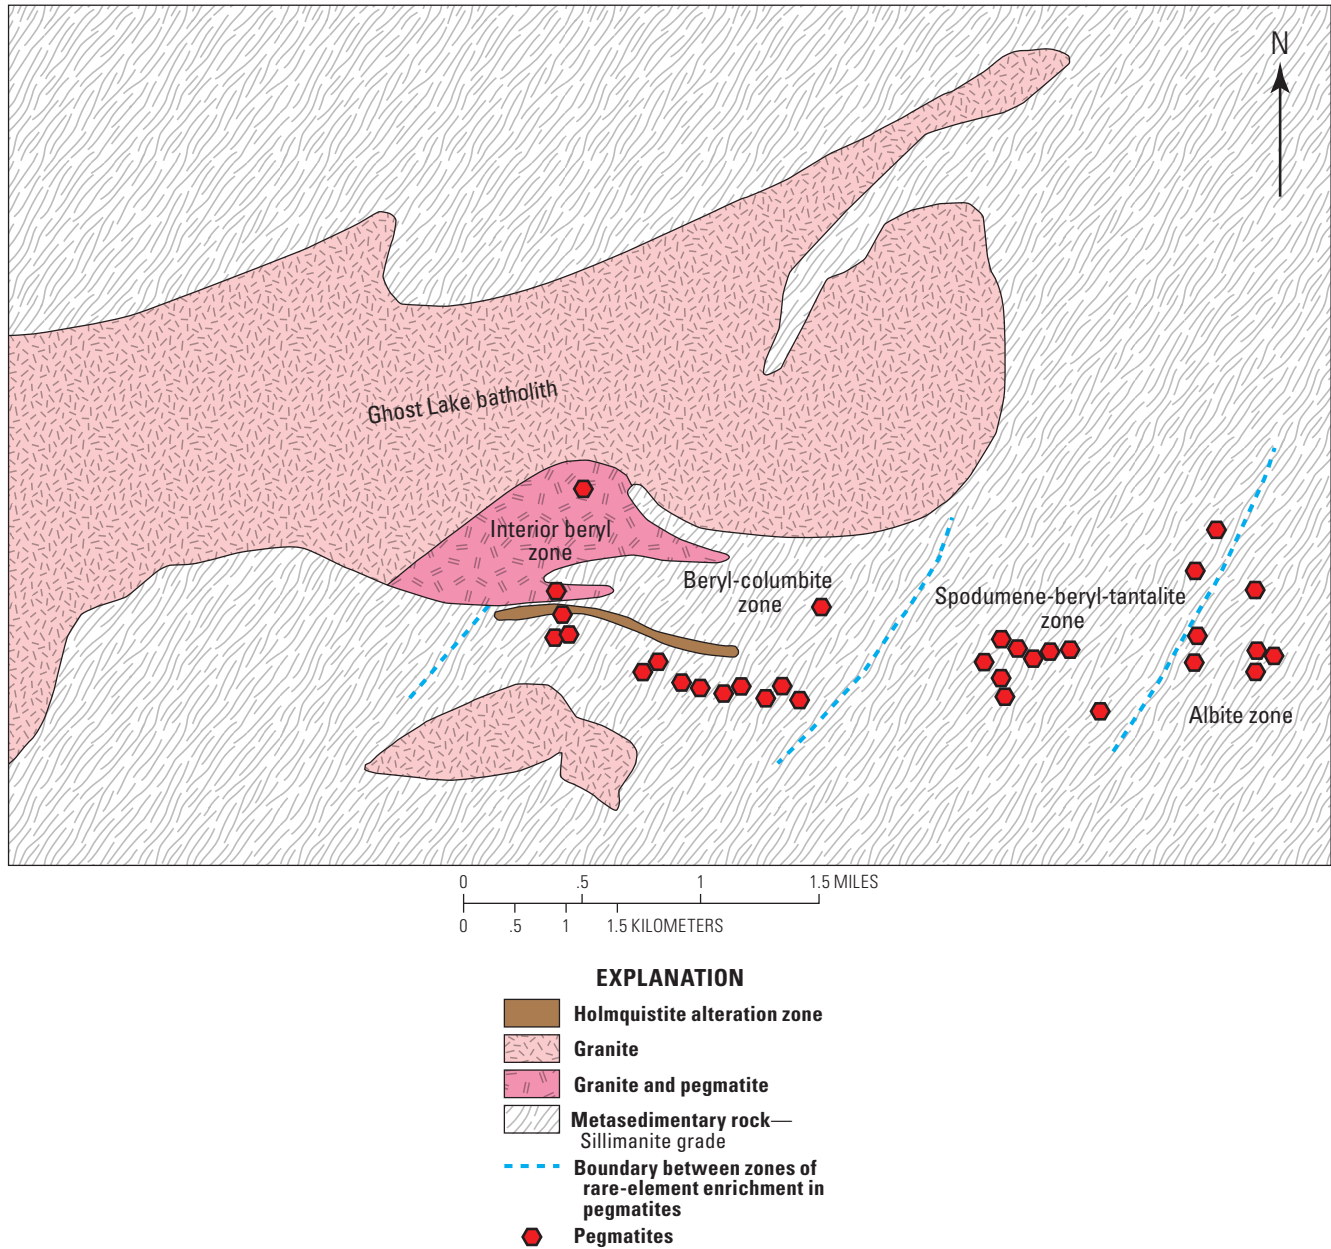 N
Ghost Lake batholith
Interior beryl
zone
Beryl-columbite
zone
Spodumene-beryl-tantalite
zone
Albite zone
0 .5 1 1.5 MILES
0 .5 1 1.5 KILOMETERS
EXPLANATION
Holmquistite alteration zone
Granite
Granite and pegmatite
Metasedimentary rock—
Sillimanite grade
Boundary between zones of
rare-element enrichment in
pegmatites
Pegmatites